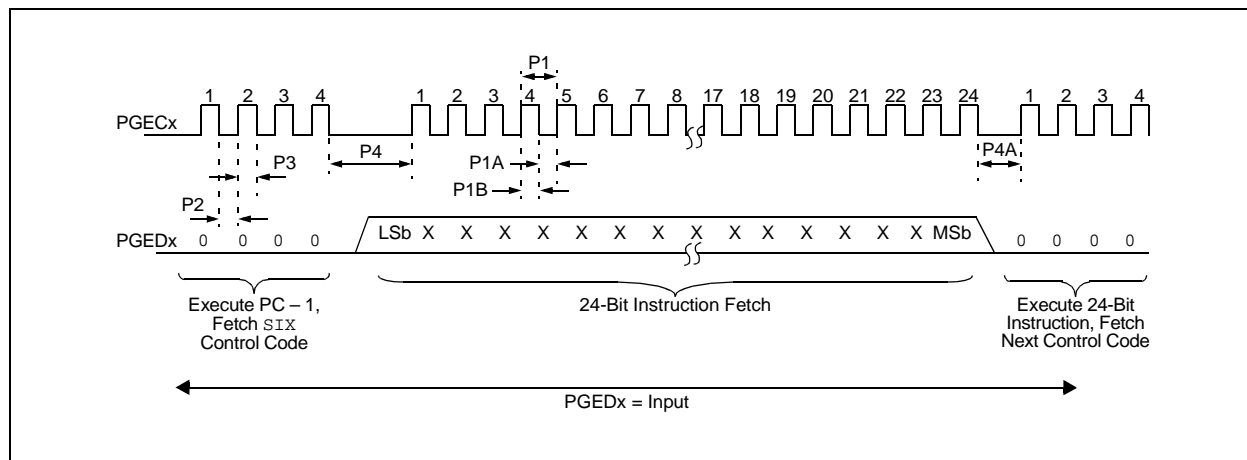 P1
1 2 3 4 1 2 3 4 5 6 7 8 17 18 19 20 21 22 23 24 1 2 3 4
PGECx
P4 P4A
P3 P1A
P1B
P2
PGEDx 0 0 0 0 LSb X X X X X X X X X X X X X X MSb 0 0 0 0
Execute PC – 1,
Fetch SIX
Control Code
24-Bit Instruction Fetch
Execute 24-Bit
Instruction, Fetch
Next Control Code
PGEDx = Input